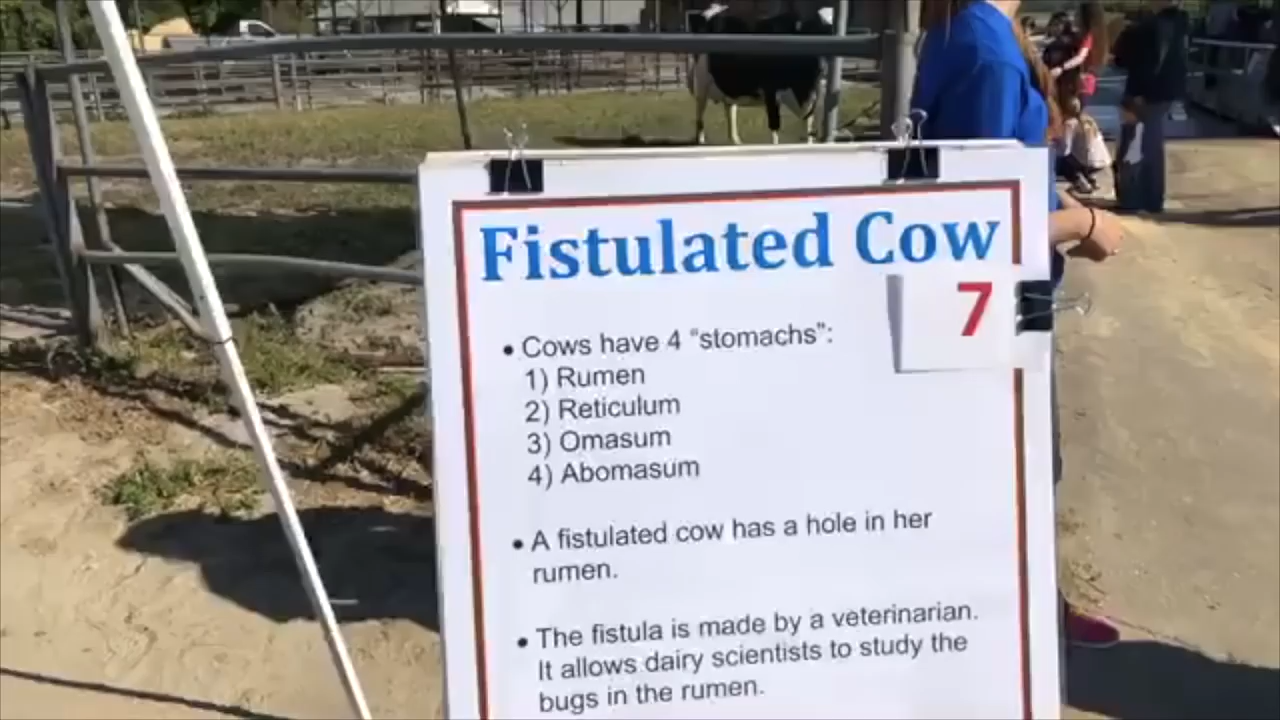 Fistulated Cow
7
• Cows have 4 “stomachs”:
1) Rumen
2) Reticulum
3) Omasum
4) Abomasum
• A fistulated cow has a hole in her
rumen.
• The fistula is made by a veterinarian.
It allows dairy scientists to study the
bugs in the rumen.